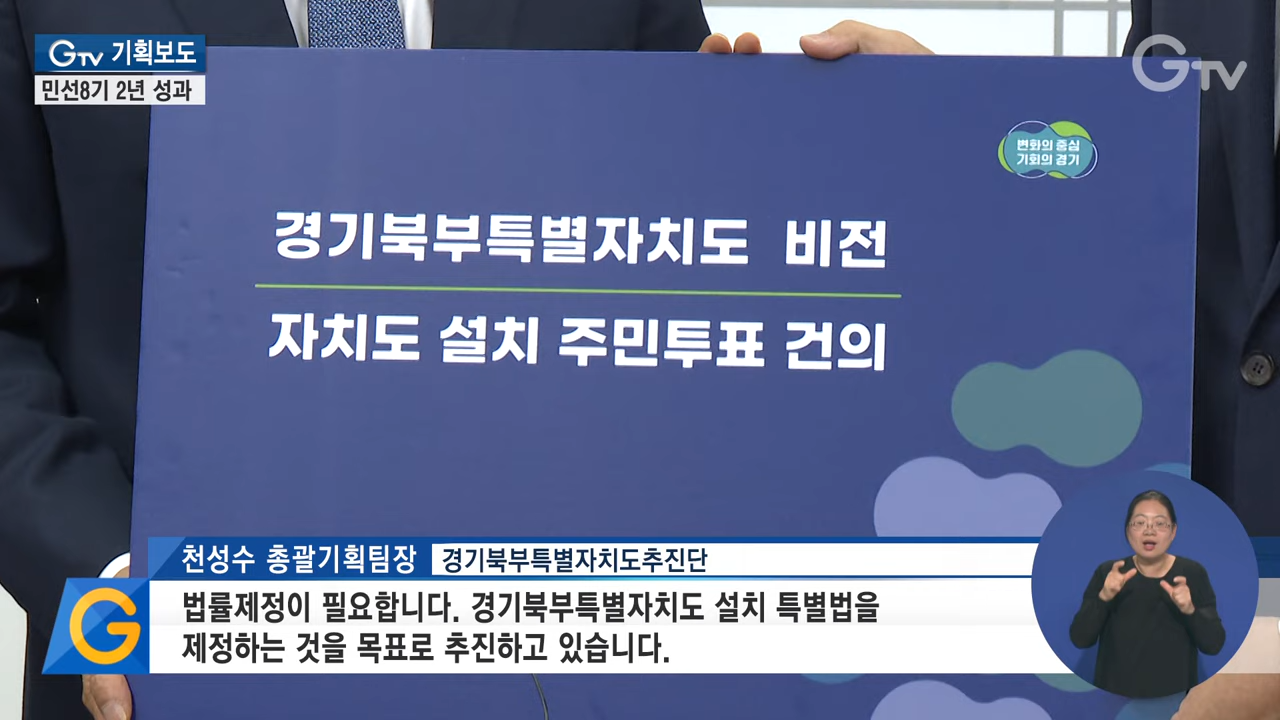 GTV 기획보도
민선8기 2년 성과
GTV
변화의 중심
기회의 경기
경기북부특별자치도 비전
자치도 설치 주민투표 건의
천성수 총괄기획팀장 경기북부특별자치도추진단
G
법률제정이 필요합니다. 경기북부특별자치도 설치 특별법을
제정하는 것을 목표로 추진하고 있습니다.